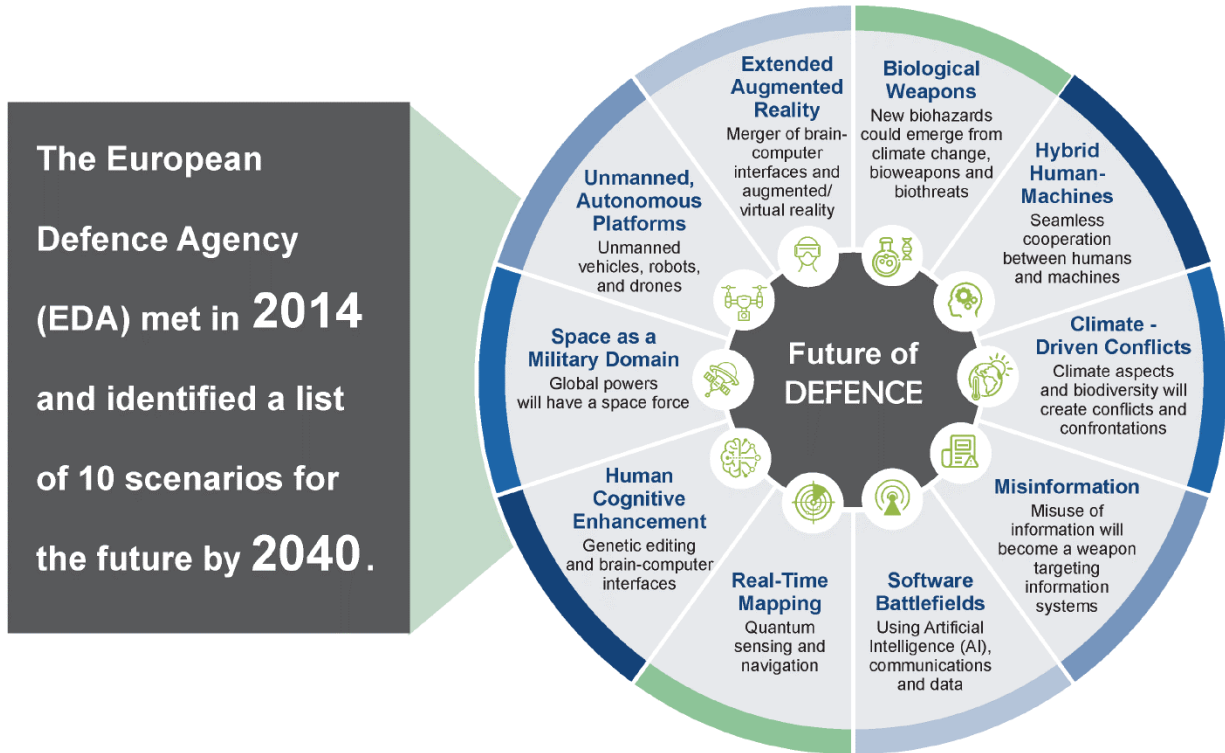 The European
Defence Agency
(EDA) met in 2014
and identified a list
of 10 scenarios for
the future by 2040.
Future of
DEFENCE
Biological
Weapons
New biohazards
could emerge from
climate change,
bioweapons and
biothreats
Hybrid
Human-
Machines
Seamless
cooperation
between humans
and machines
Climate -
Driven Conflicts
Climate aspects
and biodiversity will
create conflicts and
confrontations
Misinformation
Misuse of
information will
become a weapon
targeting
information
systems
Software
Battlefields
Using Artificial
Intelligence (AI),
communications
and data
Real-Time
Mapping
Quantum
sensing and
navigation
Human
Cognitive
Enhancement
Genetic editing
and brain-computer
interfaces
Space as a
Military Domain
Global powers
will have a space force
Unmanned,
Autonomous
Platforms
Unmanned
vehicles, robots,
and drones
Extended
Augmented
Reality
Merger of brain-
computer
interfaces and
augmented/
virtual reality